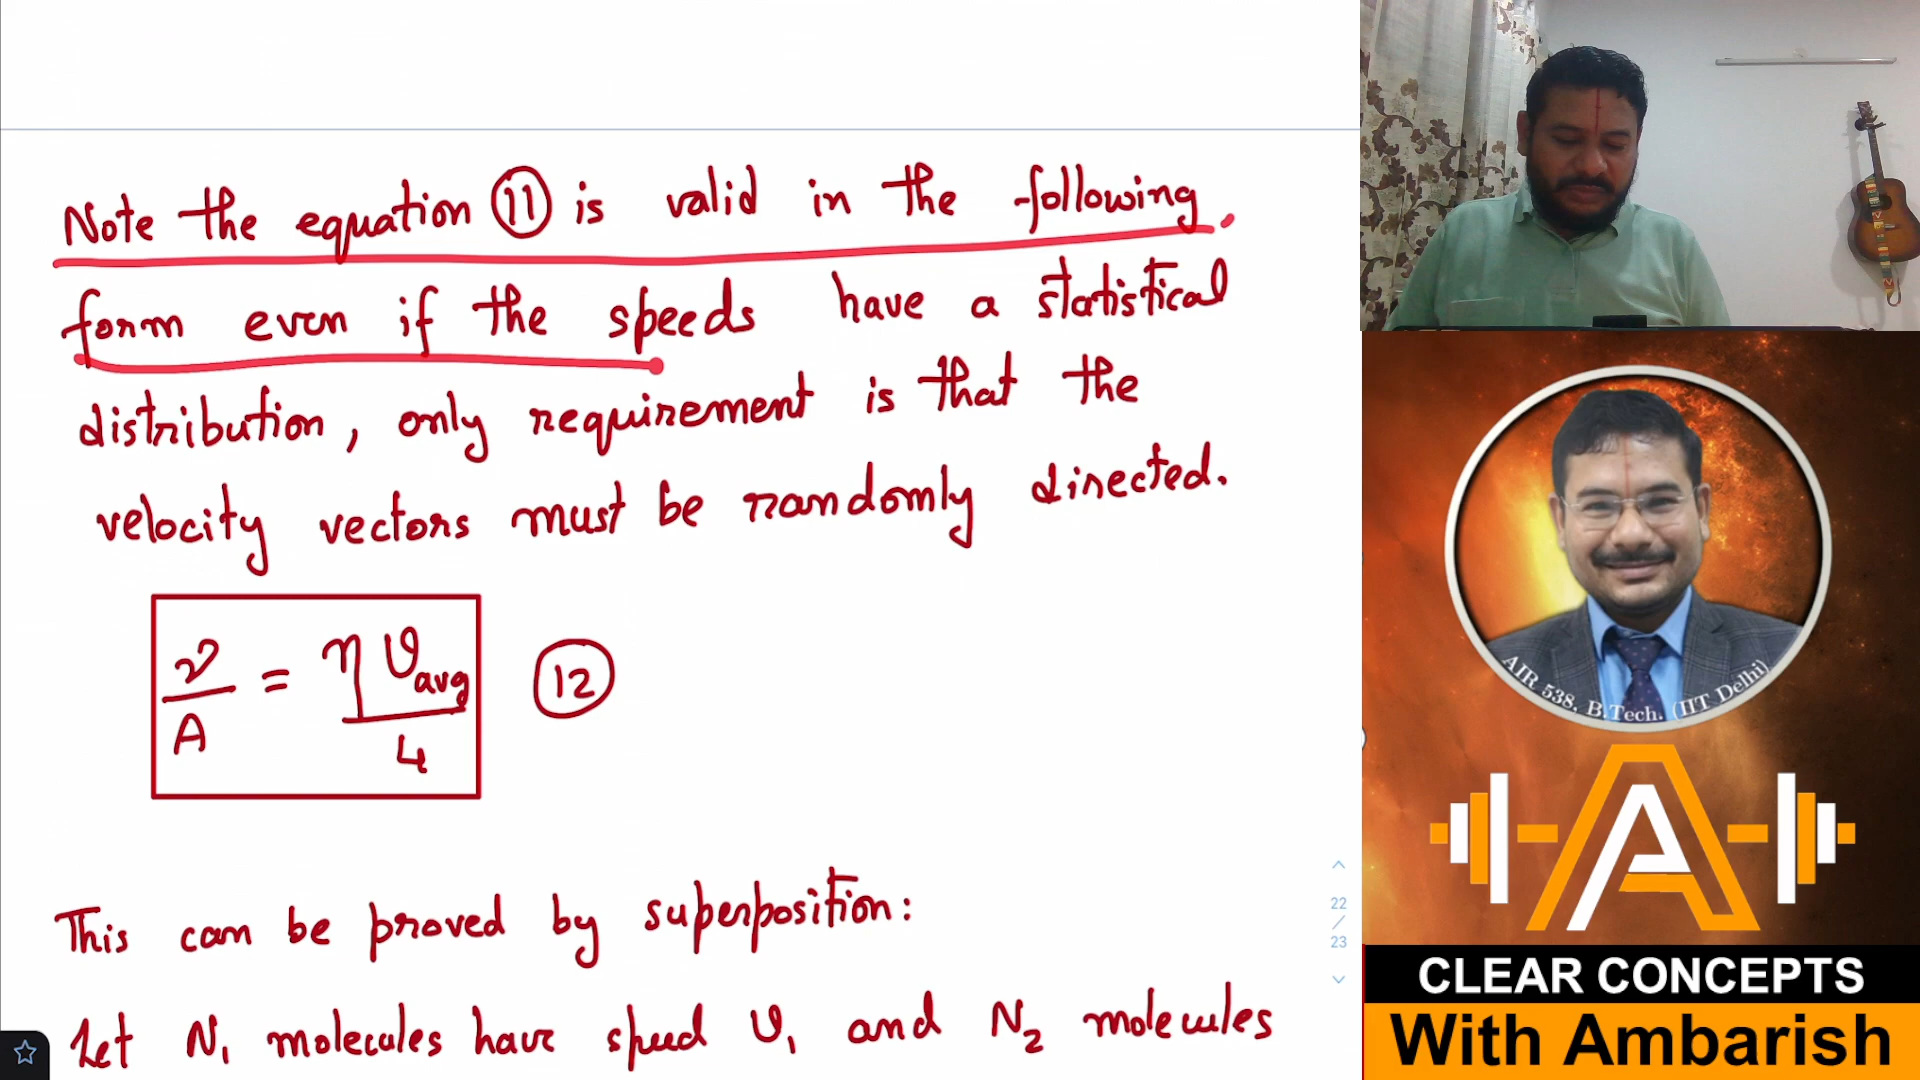 Note the equation ⑪ is valid in the following
form even if the speeds have a statistical
distribution, only requirement is that the
velocity vectors must be randomly directed.
ν/A = η υavg/4 ⑫
This can be proved by superposition:
Let N₁ molecules have speed υ₁ and N₂ molecules
22
/
23
AIR 538, B.Tech. (IIT Delhi)
A
CLEAR CONCEPTS
With Ambarish